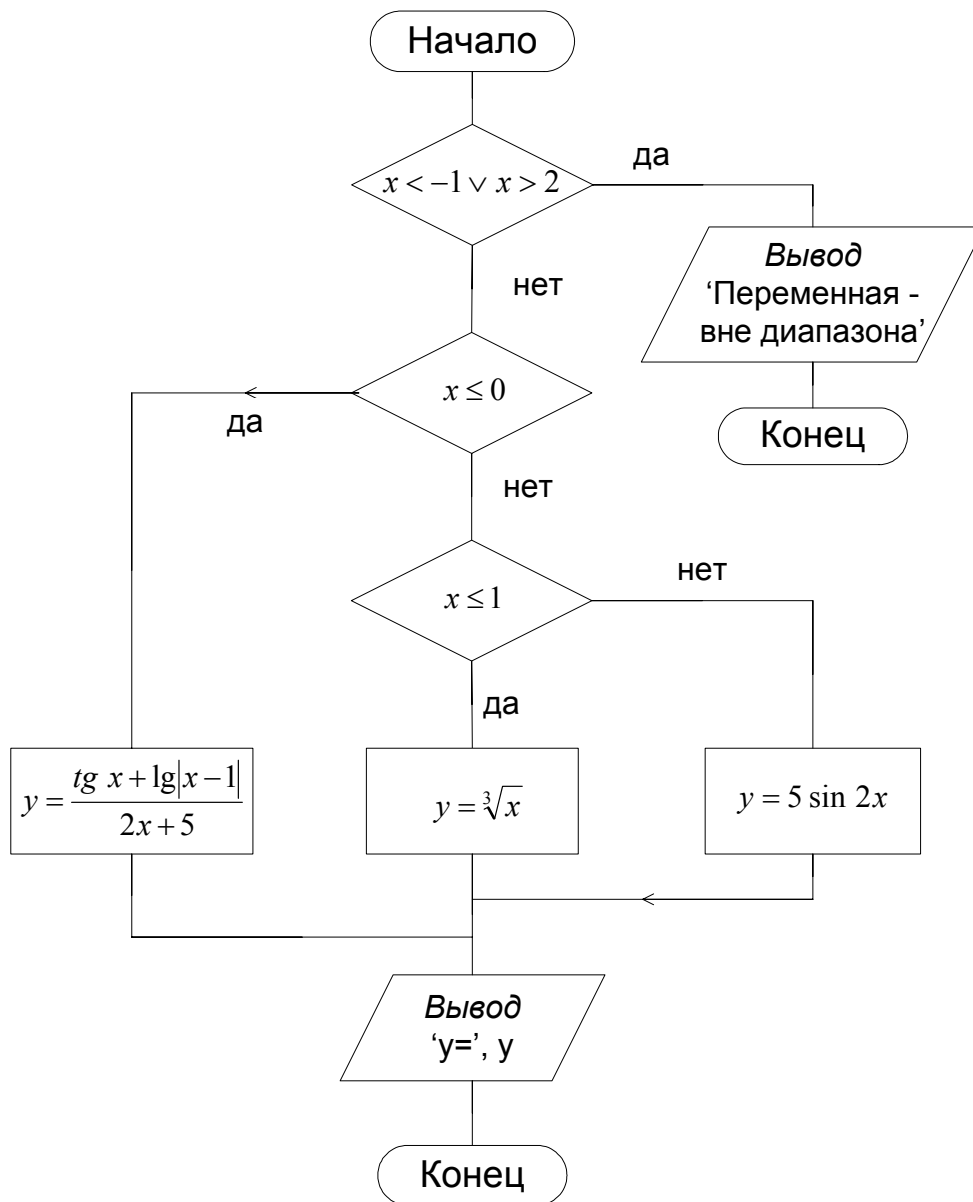 Начало
x < −1 ∨ x > 2
да
Вывод
‘Переменная -
вне диапазона’
Конец
нет
x ≤ 0
да
нет
x ≤ 1
нет
да
y = \frac{tg x + lg|x − 1|}{2x + 5}
y = ∛x
y = 5 sin 2x
Вывод
‘y=’, y
Конец